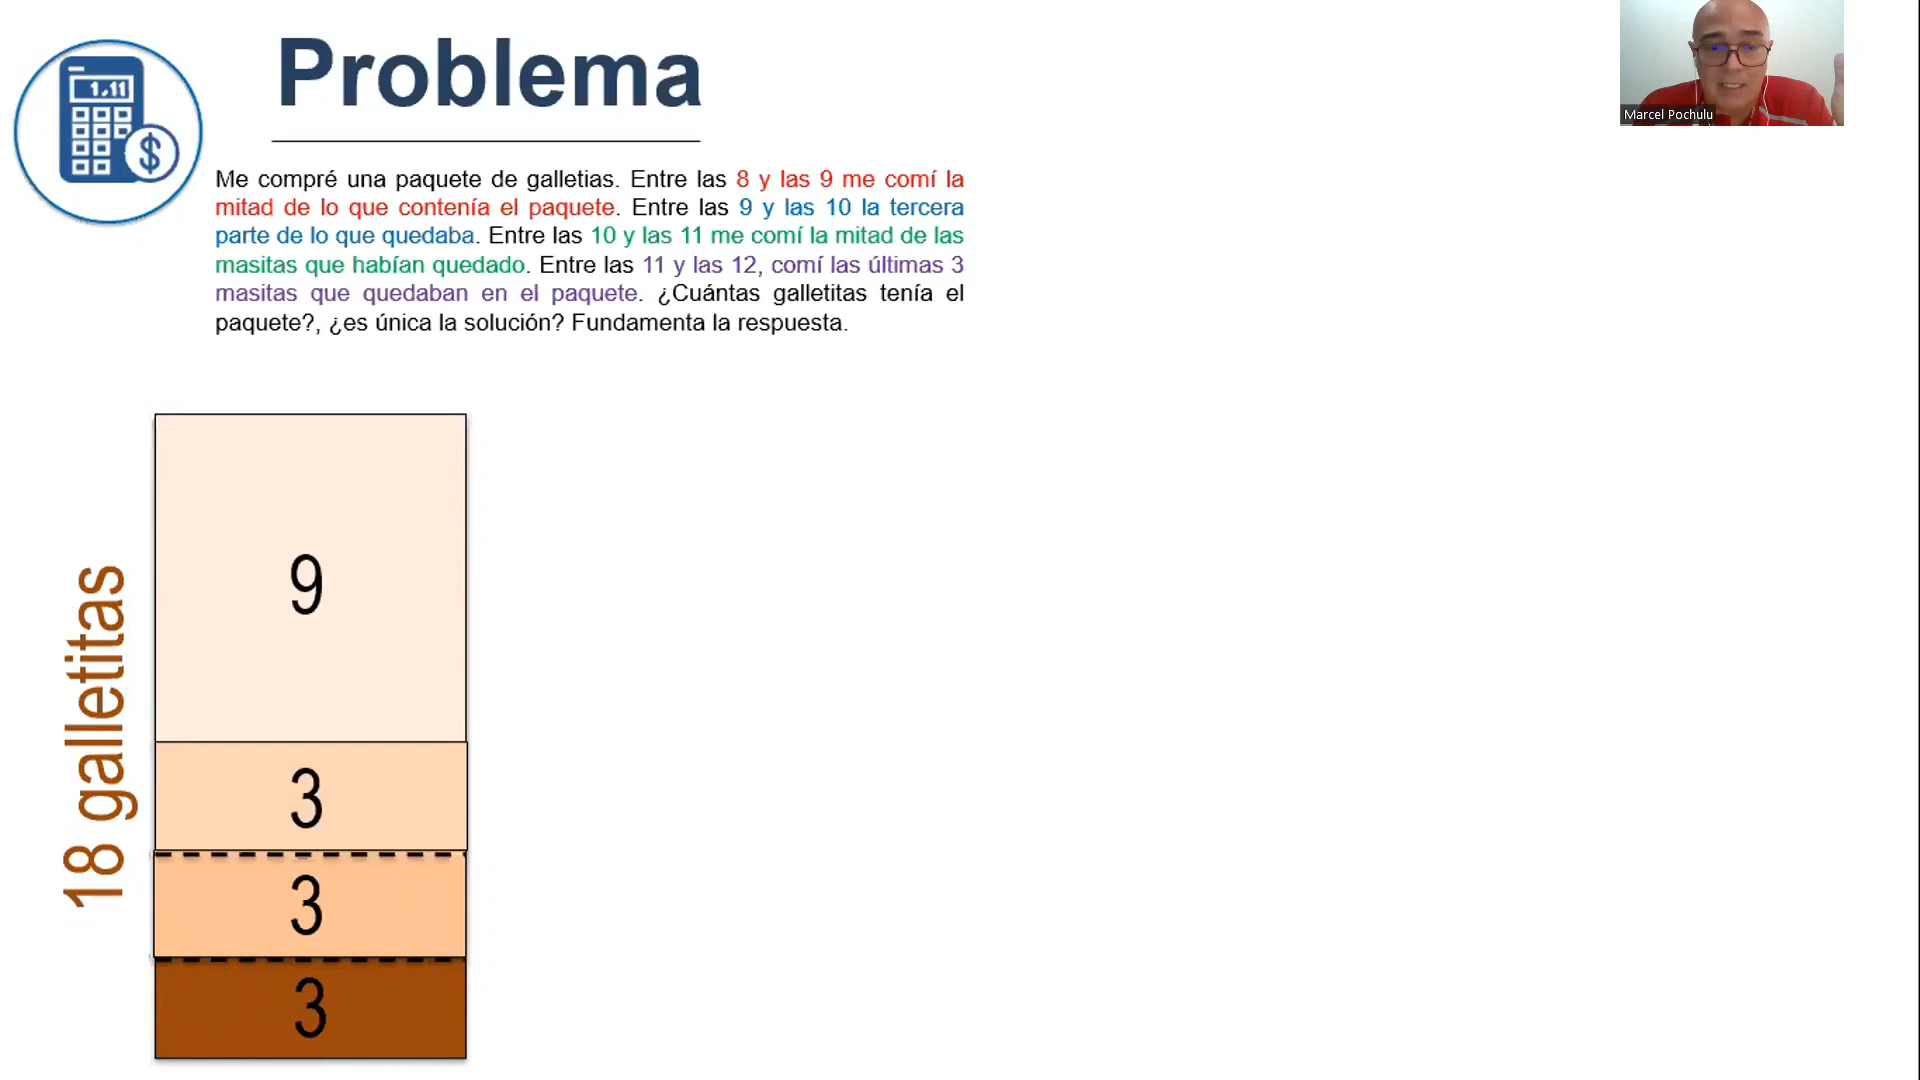 Problema
1.11
$
Me compré una paquete de galletias. Entre las 8 y las 9 me comí la
mitad de lo que contenía el paquete. Entre las 9 y las 10 la tercera
parte de lo que quedaba. Entre las 10 y las 11 me comí la mitad de las
masitas que habían quedado. Entre las 11 y las 12, comí las últimas 3
masitas que quedaban en el paquete. ¿Cuántas galletitas tenía el
paquete?, ¿es única la solución? Fundamenta la respuesta.
Marcel Pochulu
18 galletitas
9
3
3
3